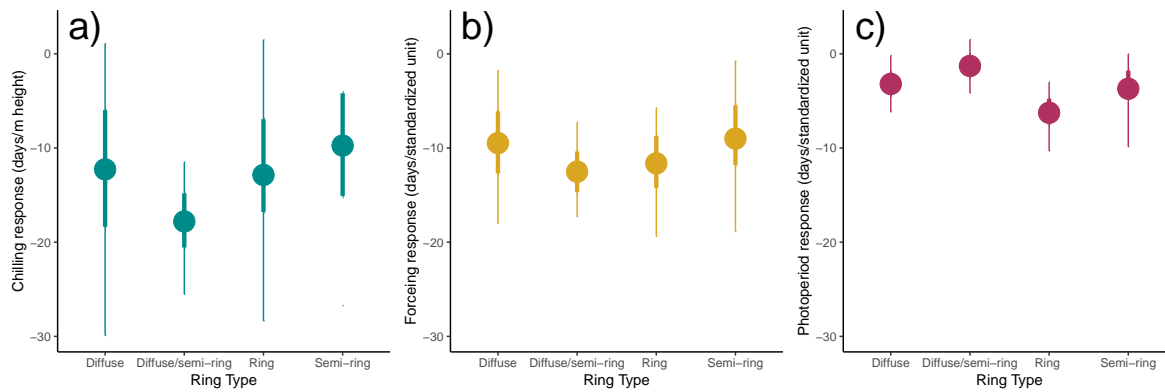 a)
Chilling response (days/m height)
0
−10
−20
−30
Diffuse Diffuse/semi-ring Ring Semi-ring
Ring Type
b)
Forceing response (days/standardized unit)
0
−10
−20
−30
Diffuse Diffuse/semi-ring Ring Semi-ring
Ring Type
c)
Photoperiod response (days/standardized unit)
0
−10
−20
−30
Diffuse Diffuse/semi-ring Ring Semi-ring
Ring Type